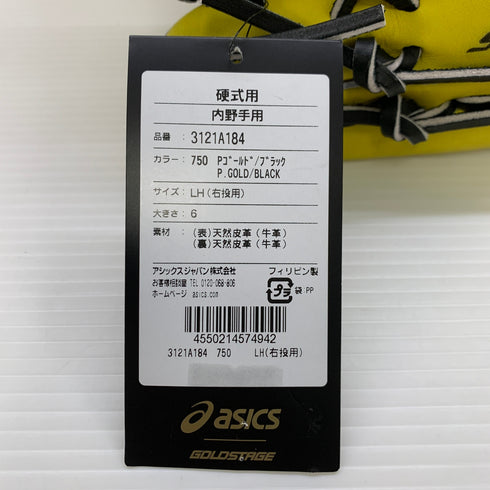 硬式用
内野手用
品番 : 3121A184
カラー : 750 Pｺﾞｰﾙﾄﾞ/ﾌﾞﾗｯｸ
P.GOLD/BLACK
サイズ : LH(右投用)
大きさ : 6
素材 : (表)天然皮革(牛革)
(裏)天然皮革(牛革)
アシックスジャパン株式会社 フィリピン製
お客様相談室 TEL 0120-068-806
ホームページ asics.com
プラ 袋:PP
4550214574942
3121A184 750 LH(右投用)
asics
GOLDSTAGE